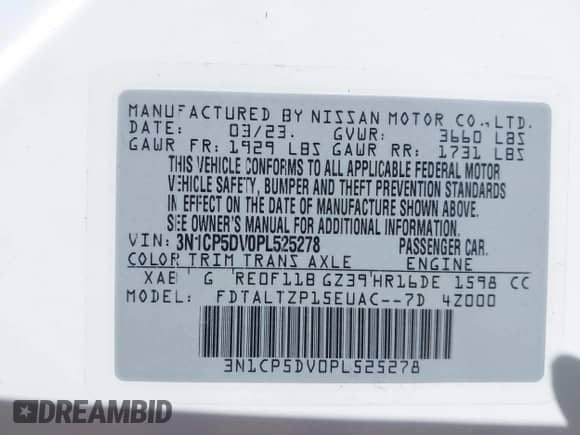 MANUFACTURED BY NISSAN MOTOR CO.,LTD.
DATE: 03/23. GVWR: 3660 LBS
GAWR FR: 1929 LBS GAWR RR: 1731 LBS
THIS VEHICLE CONFORMS TO ALL APPLICABLE FEDERAL MOTOR
VEHICLE SAFETY, BUMPER AND THEFT PREVENTION STANDARDS
IN EFFECT ON THE DATE OF MANUFACTURE SHOWN ABOVE.
SEE OWNER'S MANUAL FOR ADDITIONAL INFORMATION.
VIN: 3N1CP5DV0PL525278 PASSENGER CAR.
COLOR TRIM TRANS AXLE ENGINE
XAB G RE0F11B GZ39 HR16DE 1598 CC
MODEL: FDTALTZP15EUAC--7D 4Z000
3N1CP5DV0PL525278
DREAMBID